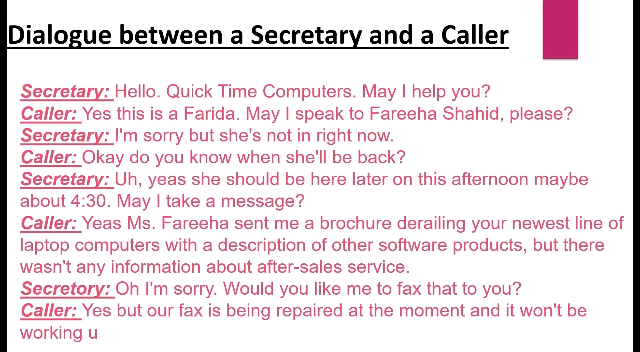 Dialogue between a Secretary and a Caller
Secretary: Hello. Quick Time Computers. May I help you?
Caller: Yes this is a Farida. May I speak to Fareeha Shahid, please?
Secretary: I'm sorry but she's not in right now.
Caller: Okay do you know when she'll be back?
Secretary: Uh, yeas she should be here later on this afternoon maybe
about 4:30. May I take a message?
Caller: Yeas Ms. Fareeha sent me a brochure derailing your newest line of
laptop computers with a description of other software products, but there
wasn't any information about after-sales service.
Secretory: Oh I'm sorry. Would you like me to fax that to you?
Caller: Yes but our fax is being repaired at the moment and it won't be
working u